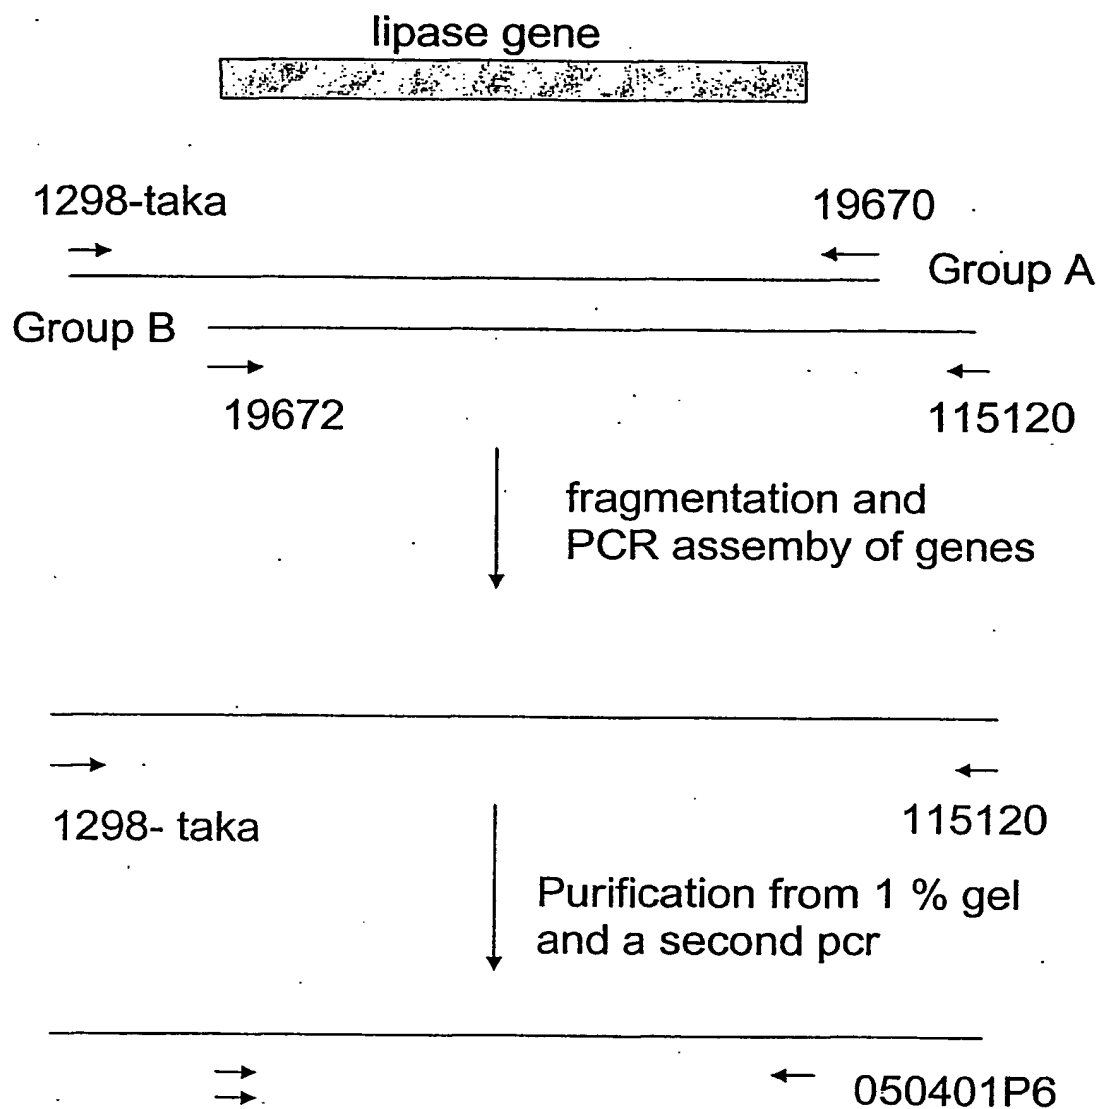 lipase gene
1298-taka
19670
Group A
Group B
19672
115120
fragmentation and
PCR assemby of genes
1298- taka
115120
Purification from 1 % gel
and a second pcr
050401P6